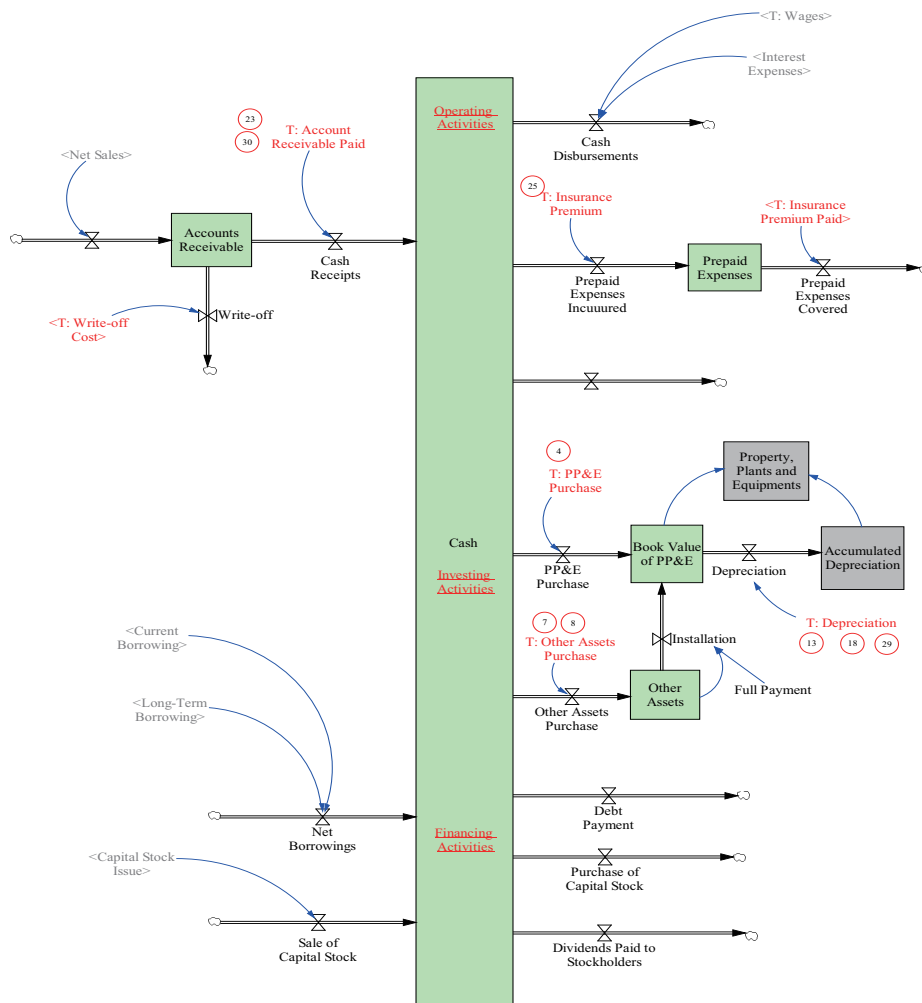 <T: Wages>
<Interest
Expenses>
Operating
Activities
Cash
Disbursements
23
30
T: Account
Receivable Paid
<Net Sales>
Accounts
Receivable
Cash
Receipts
25
T: Insurance
Premium
<T: Insurance
Premium Paid>
Prepaid
Expenses
Prepaid
Expenses
Incuuured
Prepaid
Expenses
Covered
<T: Write-off
Cost>
Write-off
4
T: PP&E
Purchase
Property,
Plants and
Equipments
Cash
Investing
Activities
PP&E
Purchase
Book Value
of PP&E
Depreciation
Accumulated
Depreciation
7 8
T: Other Assets
Purchase
Installation
T: Depreciation
13 18 29
Full Payment
Other
Assets
Other Assets
Purchase
<Current
Borrowing>
<Long-Term
Borrowing>
Net
Borrowings
Financing
Activities
Debt
Payment
<Capital Stock
Issue>
Purchase of
Capital Stock
Sale of
Capital Stock
Dividends Paid to
Stockholders